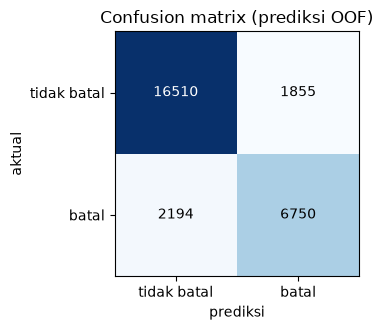 Confusion matrix (prediksi OOF)
aktual
tidak batal
16510
1855
batal
2194
6750
tidak batal
batal
prediksi